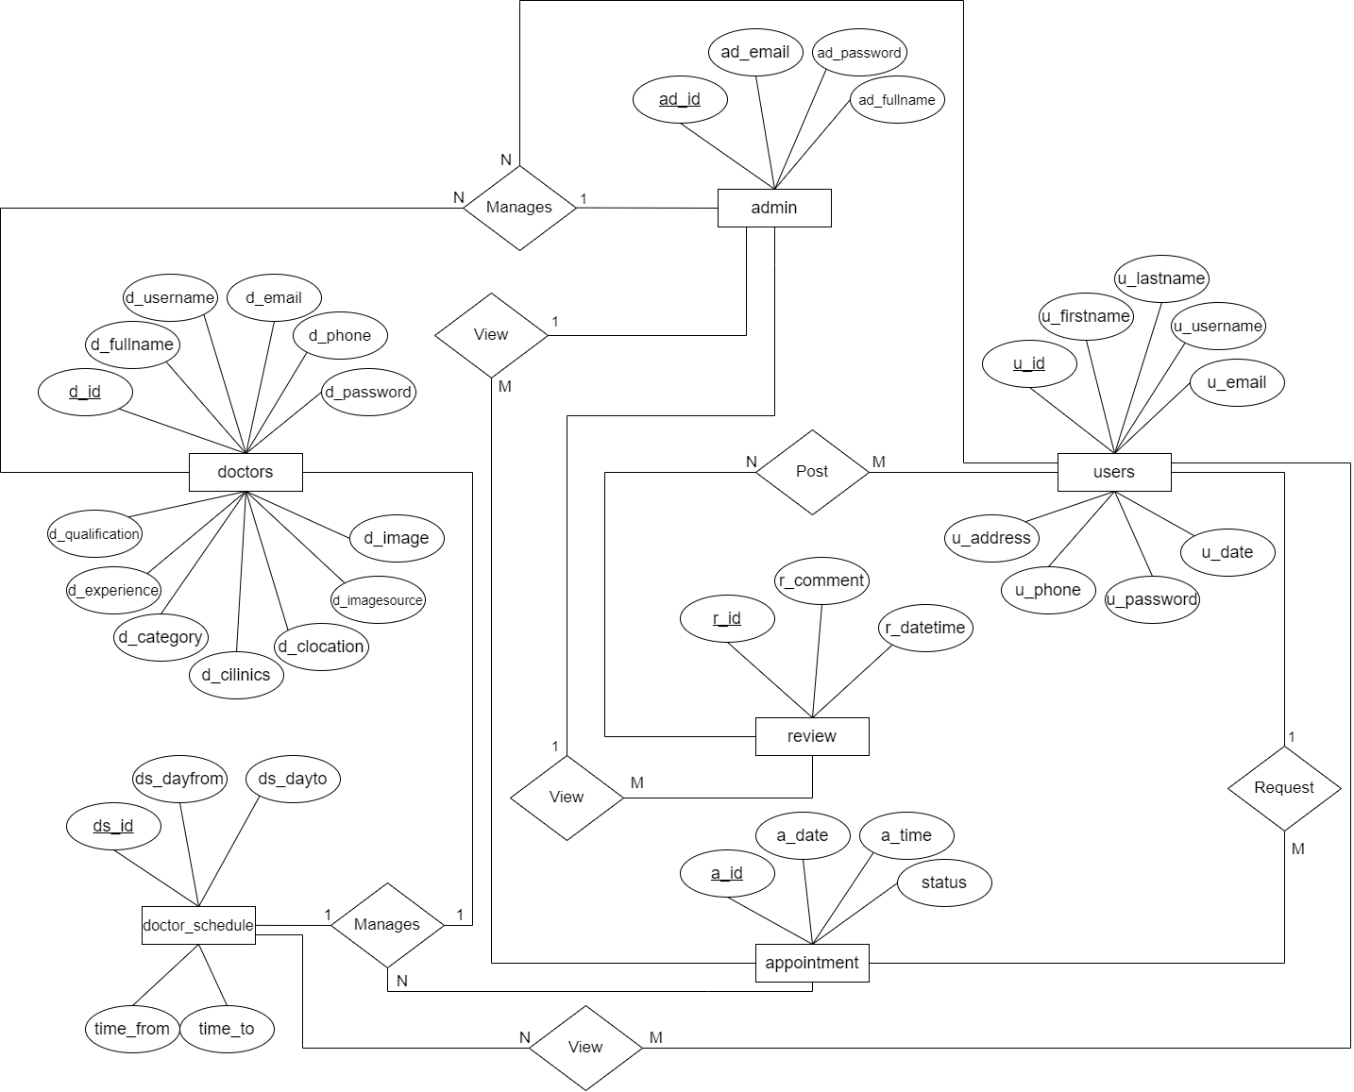 ad_email
ad_password
ad_id
ad_fullname
N
N
Manages
1
admin
u_lastname
d_username
d_email
u_firstname
u_username
d_fullname
d_phone
View
1
u_id
u_email
d_id
d_password
M
doctors
N
Post
M
users
d_qualification
d_image
u_address
u_date
d_experience
d_imagesource
r_comment
u_phone
u_password
d_category
d_clocation
r_id
r_datetime
d_cilinics
review
1
1
ds_dayfrom
ds_dayto
View
M
Request
ds_id
a_date
a_time
M
a_id
status
doctor_schedule
1
Manages
1
appointment
N
time_from
time_to
N
View
M